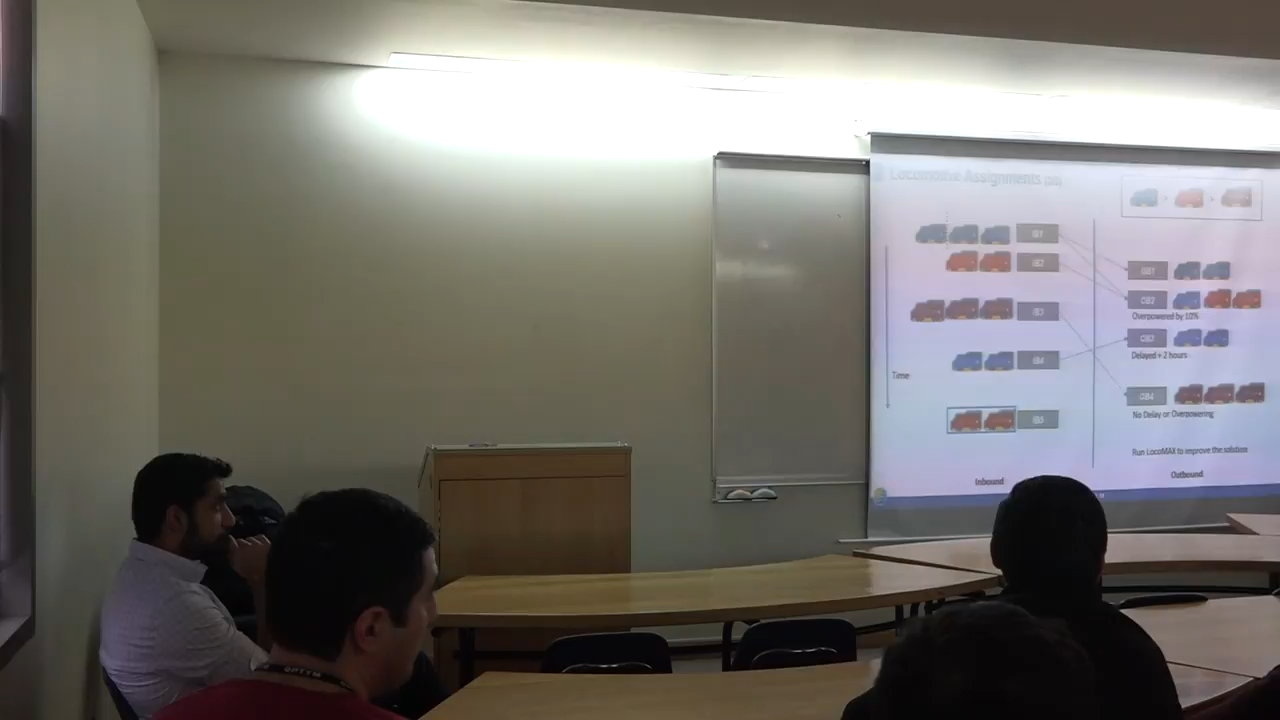 Locomotive Assignments
IB1
IB2
IB3
IB4
IB5
Time
Inbound
OB1
OB2
Overpowered by 10%
OB3
Delayed + 2 hours
OB4
No Delay or Overpowering
Run LocoMAX to improve the solution
Outbound